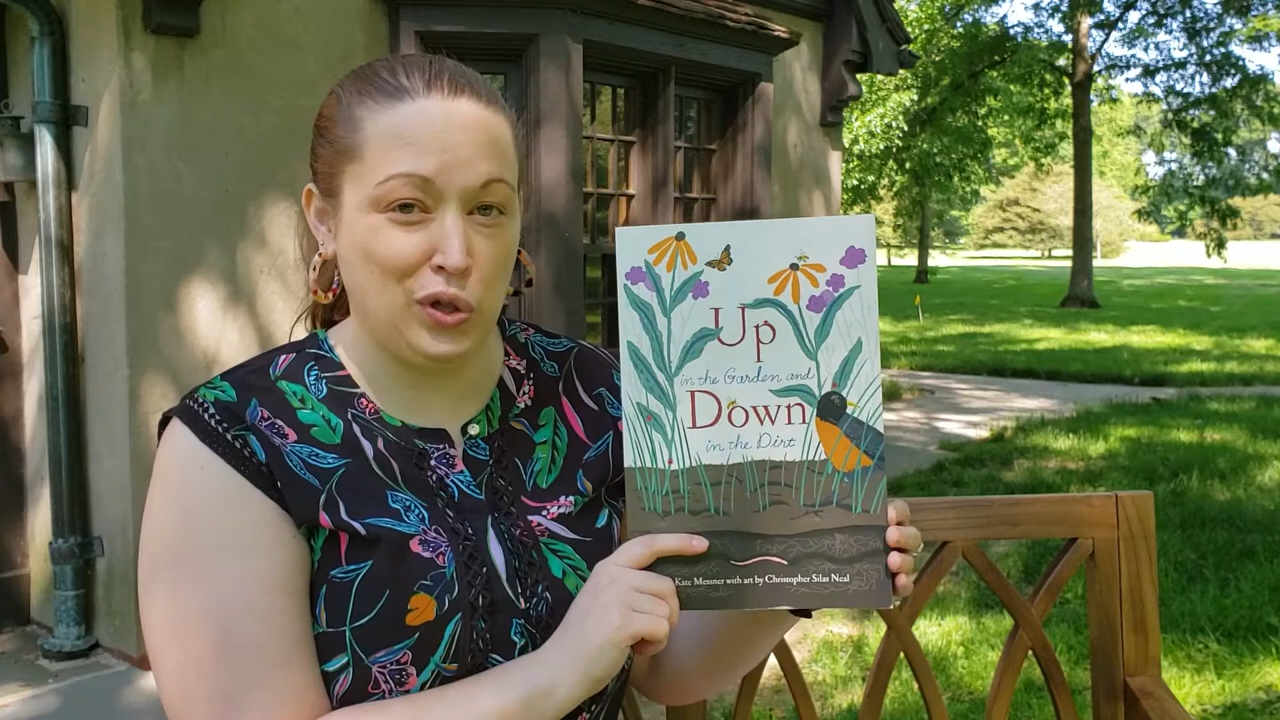 Up
in the Garden and
Down
in the Dirt
Kate Messner with art by Christopher Silas Neal